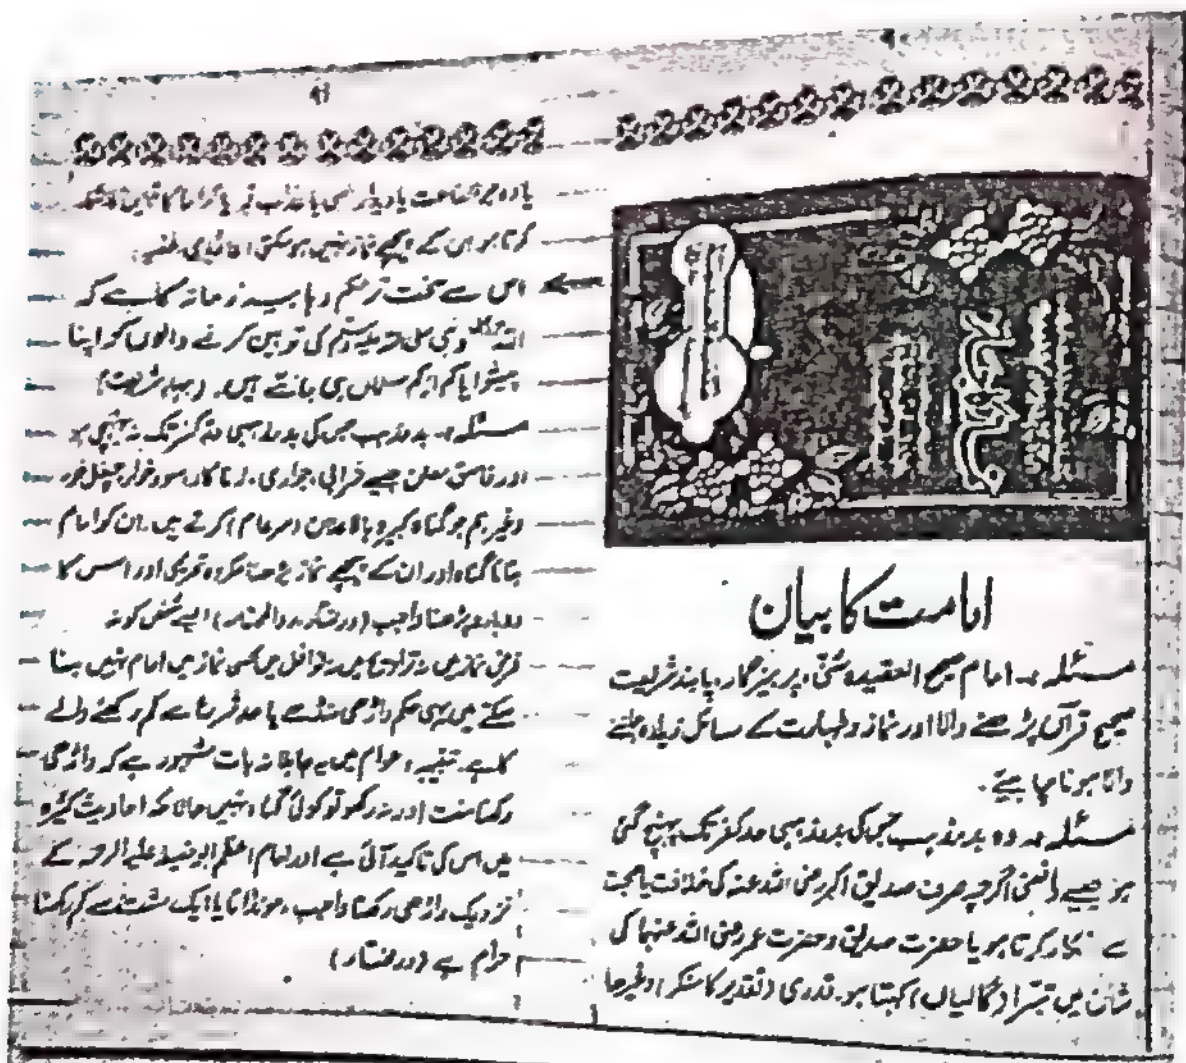 امامت کا بیان
مسئلہ :۔ امام صحیح العقیدہ سُنّی، پرہیزگار، پابند شریعت
صحیح قرآن پڑھنے والا اور نماز و طہارت کے مسائل زیادہ جاننے
والا ہونا چاہیئے۔
مسئلہ :۔ وہ بد مذہب جس کی بد مذہبی حد کفر تک پہنچ گئی
ہو جیسے رافضی اگرچہ صرف صدیق اکبر رضی اللہ عنہ کی خلافت یا صحبت
سے انکار کرتا ہو یا حضرت صدیق و حضرت عمر رضی اللہ عنہما کی
شان میں تبرّا (گالیاں) کہتا ہو۔ قدری (تقدیر کا منکر) وغیرھا
یا وہ جو شفاعت یا دیدار یا عذاب قبر یا کراماً کاتبین کا
کرتا ہو اس کے پیچھے نماز نہیں ہو سکتی
اس سے سخت تر حکم وہابیہ زمانہ کا ہے کہ
اللہ و نبی صلی اللہ علیہ وسلم کی توہین کرنے والوں کو اپنا
پیشوا یا کم از کم مسلمان ہی جانتے ہیں۔ (بہار شریعت)
مسئلہ :۔ بد مذہب جس کی بد مذہبی حد کفر تک نہ پہنچی ہو
اور فاسق معلن جیسے شرابی، جواری، زناکار، سود خوار، چغل خور
وغیرہم جو گناہ کبیرہ بالاعلان (سرعام) کرتے ہیں۔ ان کو امام
بنانا گناہ اور ان کے پیچھے نماز پڑھنا مکروہ تحریمی اور اس کا
دوبارہ پڑھنا واجب (درمختار، ردالمحتار) ایسے شخص کو نہ
فرض نماز میں نہ تراویح میں نہ نوافل میں کسی نماز میں امام نہیں بنا
سکتے ہیں یہی حکم داڑھی منڈے یا حد شرع سے کم رکھنے والے
کا ہے۔ تنبیہ : عوام میں یہ جاہلانہ بات مشہور ہے کہ داڑھی
رکھنا سنت اور نہ رکھو تو کوئی گناہ نہیں حالانکہ احادیث کثیرہ
میں اس کی تاکید آئی ہے اور امام اعظم ابو حنیفہ علیہ الرحمہ کے
نزدیک داڑھی رکھنا واجب، منڈانا یا ایک مشت سے کم رکھنا
حرام ہے (درمختار)